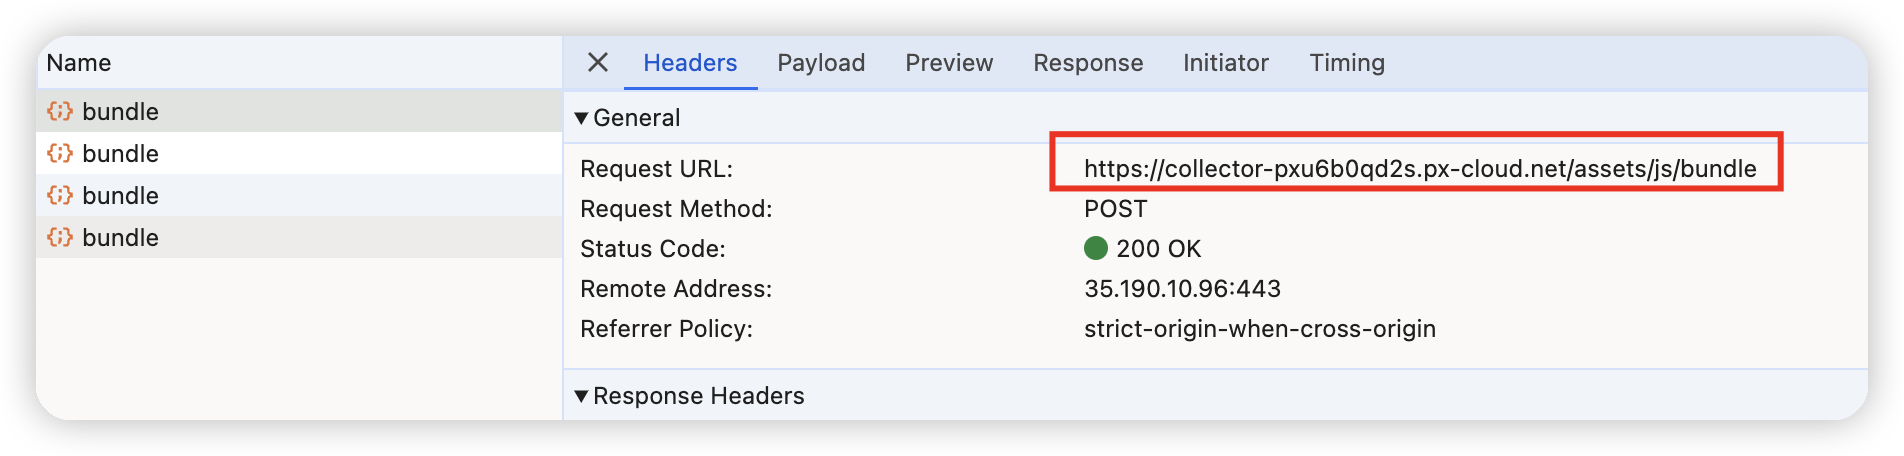 Name
bundle
bundle
bundle
bundle
Headers Payload Preview Response Initiator Timing
General
Request URL: https://collector-pxu6b0qd2s.px-cloud.net/assets/js/bundle
Request Method: POST
Status Code: 200 OK
Remote Address: 35.190.10.96:443
Referrer Policy: strict-origin-when-cross-origin
Response Headers